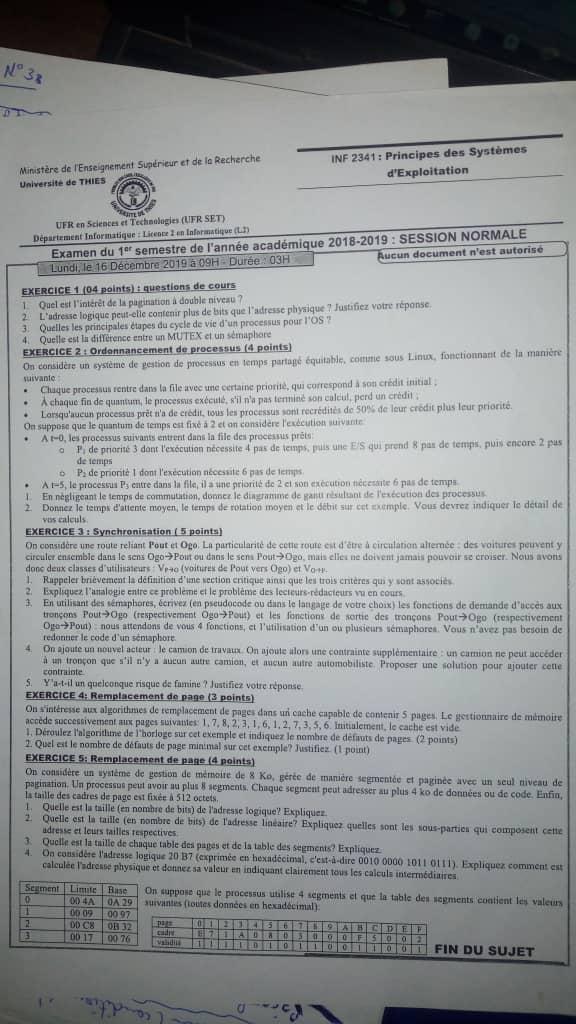 N° 33
Ministère de l'Enseignement Supérieur et de la Recherche
Université de THIES
UNIVERSITE DE THIES
UFR en Sciences et Technologies (UFR SET)
Département Informatique : Licence 2 en Informatique (L2)
INF 2341 : Principes des Systèmes
d'Exploitation
Examen du 1er semestre de l'année académique 2018-2019 : SESSION NORMALE
Lundi, le 16 Décembre 2019 à 09H - Durée : 03H
Aucun document n'est autorisé
EXERCICE 1 (04 points) : questions de cours
1. Quel est l'intérêt de la pagination à double niveau ?
2. L'adresse logique peut-elle contenir plus de bits que l'adresse physique ? Justifiez votre réponse.
3. Quelles les principales étapes du cycle de vie d'un processus pour l'OS ?
4. Quelle est la différence entre un MUTEX et un sémaphore
EXERCICE 2 : Ordonnancement de processus (4 points)
On considère un système de gestion de processus en temps partagé équitable, comme sous Linux, fonctionnant de la manière
suivante :
• Chaque processus rentre dans la file avec une certaine priorité, qui correspond à son crédit initial ;
• À chaque fin de quantum, le processus exécuté, s'il n'a pas terminé son calcul, perd un crédit ;
• Lorsqu'aucun processus prêt n'a de crédit, tous les processus sont recrédités de 50% de leur crédit plus leur priorité.
On suppose que le quantum de temps est fixé à 2 et on considère l'exécution suivante:
• A t=0, les processus suivants entrent dans la file des processus prêts:
o P1 de priorité 3 dont l'exécution nécessite 4 pas de temps, puis une E/S qui prend 8 pas de temps, puis encore 2 pas
de temps
o P2 de priorité 1 dont l'exécution nécessite 6 pas de temps.
• A t=5, le processus P3 entre dans la file, il a une priorité de 2 et son exécution nécessite 6 pas de temps.
1. En négligeant le temps de commutation, donnez le diagramme de gantt résultant de l'exécution des processus.
2. Donnez le temps d'attente moyen, le temps de rotation moyen et le débit sur cet exemple. Vous devrez indiquer le détail de
vos calculs.
EXERCICE 3 : Synchronisation ( 5 points)
On considère une route reliant Pout et Ogo. La particularité de cette route est d'être à circulation alternée : des voitures peuvent y
circuler ensemble dans le sens Ogo→Pout ou dans le sens Pout→Ogo, mais elles ne doivent jamais pouvoir se croiser. Nous avons
donc deux classes d'utilisateurs : VP→O (voitures de Pout vers Ogo) et VO→P.
1. Rappeler brièvement la définition d'une section critique ainsi que les trois critères qui y sont associés.
2. Expliquez l'analogie entre ce problème et le problème des lecteurs-rédacteurs vu en cours.
3. En utilisant des sémaphores, écrivez (en pseudocode ou dans le langage de votre choix) les fonctions de demande d'accès aux
tronçons Pout→Ogo (respectivement Ogo→Pout) et les fonctions de sortie des tronçons Pout→Ogo (respectivement
Ogo→Pout) : nous attendons de vous 4 fonctions, et l'utilisation d'un ou plusieurs sémaphores. Vous n'avez pas besoin de
redonner le code d'un sémaphore.
4. On ajoute un nouvel acteur : le camion de travaux. On ajoute alors une contrainte supplémentaire : un camion ne peut accéder
à un tronçon que s'il n'y a aucun autre camion, et aucun autre automobiliste. Proposer une solution pour ajouter cette
contrainte.
5. Y'a-t-il un quelconque risque de famine ? Justifiez votre réponse.
EXERCICE 4: Remplacement de page (3 points)
On s'intéresse aux algorithmes de remplacement de pages dans un cache capable de contenir 5 pages. Le gestionnaire de mémoire
accède successivement aux pages suivantes: 1, 7, 8, 2, 3, 1, 6, 1, 2, 7, 3, 5, 6. Initialement, le cache est vide.
1. Déroulez l'algorithme de l'horloge sur cet exemple et indiquez le nombre de défauts de pages. (2 points)
2. Quel est le nombre de défauts de page minimal sur cet exemple? Justifiez. (1 point)
EXERCICE 5: Remplacement de page (4 points)
On considère un système de gestion de mémoire de 8 Ko, gérée de manière segmentée et paginée avec un seul niveau de
pagination. Un processus peut avoir au plus 8 segments. Chaque segment peut adresser au plus 4 ko de données ou de code. Enfin,
la taille des cadres de page est fixée à 512 octets.
1. Quelle est la taille (en nombre de bits) de l'adresse logique? Expliquez.
2. Quelle est la taille (en nombre de bits) de l'adresse linéaire? Expliquez quelles sont les sous-parties qui composent cette
adresse et leurs tailles respectives.
3. Quelle est la taille de chaque table des pages et de la table des segments? Expliquez.
4. On considère l'adresse logique 20 B7 (exprimée en hexadécimal, c'est-à-dire 0010 0000 1011 0111). Expliquez comment est
calculée l'adresse physique et donnez sa valeur en indiquant clairement tous les calculs intermédiaires.
Segment Limite Base
0 00 4A 0A 29
1 00 09 00 97
2 00 C8 0B 32
3 00 17 00 76
On suppose que le processus utilise 4 segments et que la table des segments contient les valeurs
suivantes (toutes données en hexadécimal):
page 0 1 2 3 4 5 6 7 8 9 A B C D E F
cadre E 7 1 A 0 8 0 5 0 0 0 F 5 0 0 2
validité 1 1 1 1 0 1 0 1 1 0 0 1 1 0 0 1
FIN DU SUJET